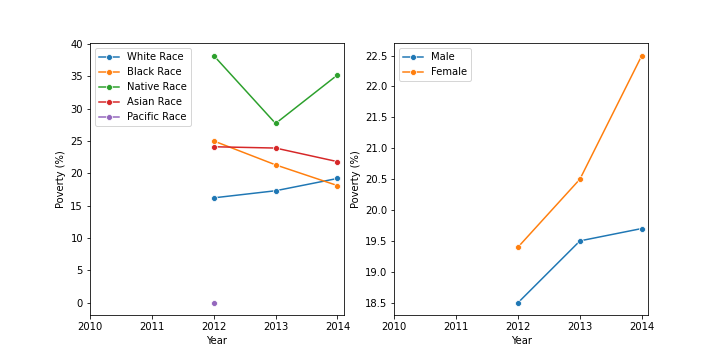 White Race
Black Race
Native Race
Asian Race
Pacific Race
40
35
30
25
20
15
10
5
0
Poverty (%)
2010 2011 2012 2013 2014
Year
Male
Female
22.5
22.0
21.5
21.0
20.5
20.0
19.5
19.0
18.5
Poverty (%)
2010 2011 2012 2013 2014
Year